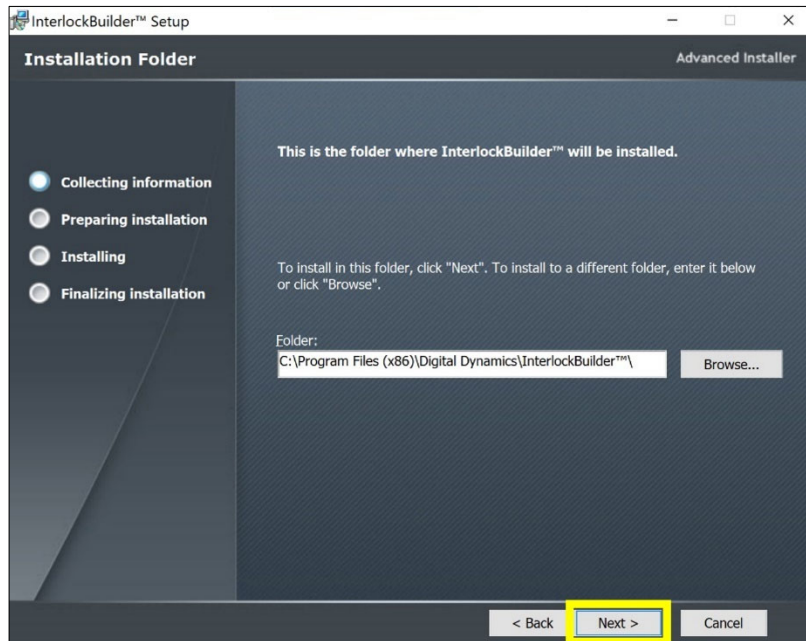 InterlockBuilder™ Setup
Installation Folder
Advanced Installer
This is the folder where InterlockBuilder™ will be installed.
Collecting information
Preparing installation
Installing
Finalizing installation
To install in this folder, click "Next". To install to a different folder, enter it below
or click "Browse".
Folder:
C:\Program Files (x86)\Digital Dynamics\InterlockBuilder™\
Browse...
< Back
Next >
Cancel